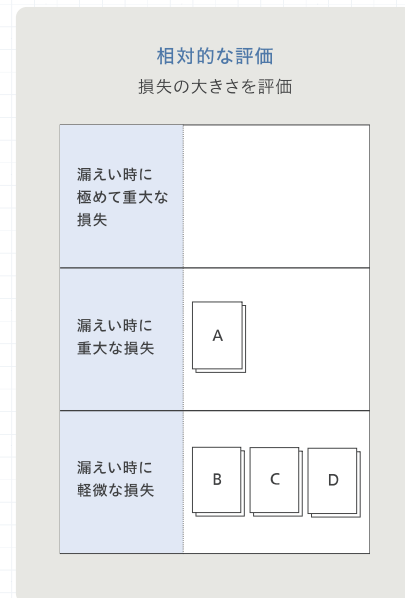 相対的な評価
損失の大きさを評価
漏えい時に
極めて重大な
損失
漏えい時に
重大な損失
A
漏えい時に
軽微な損失
B C D